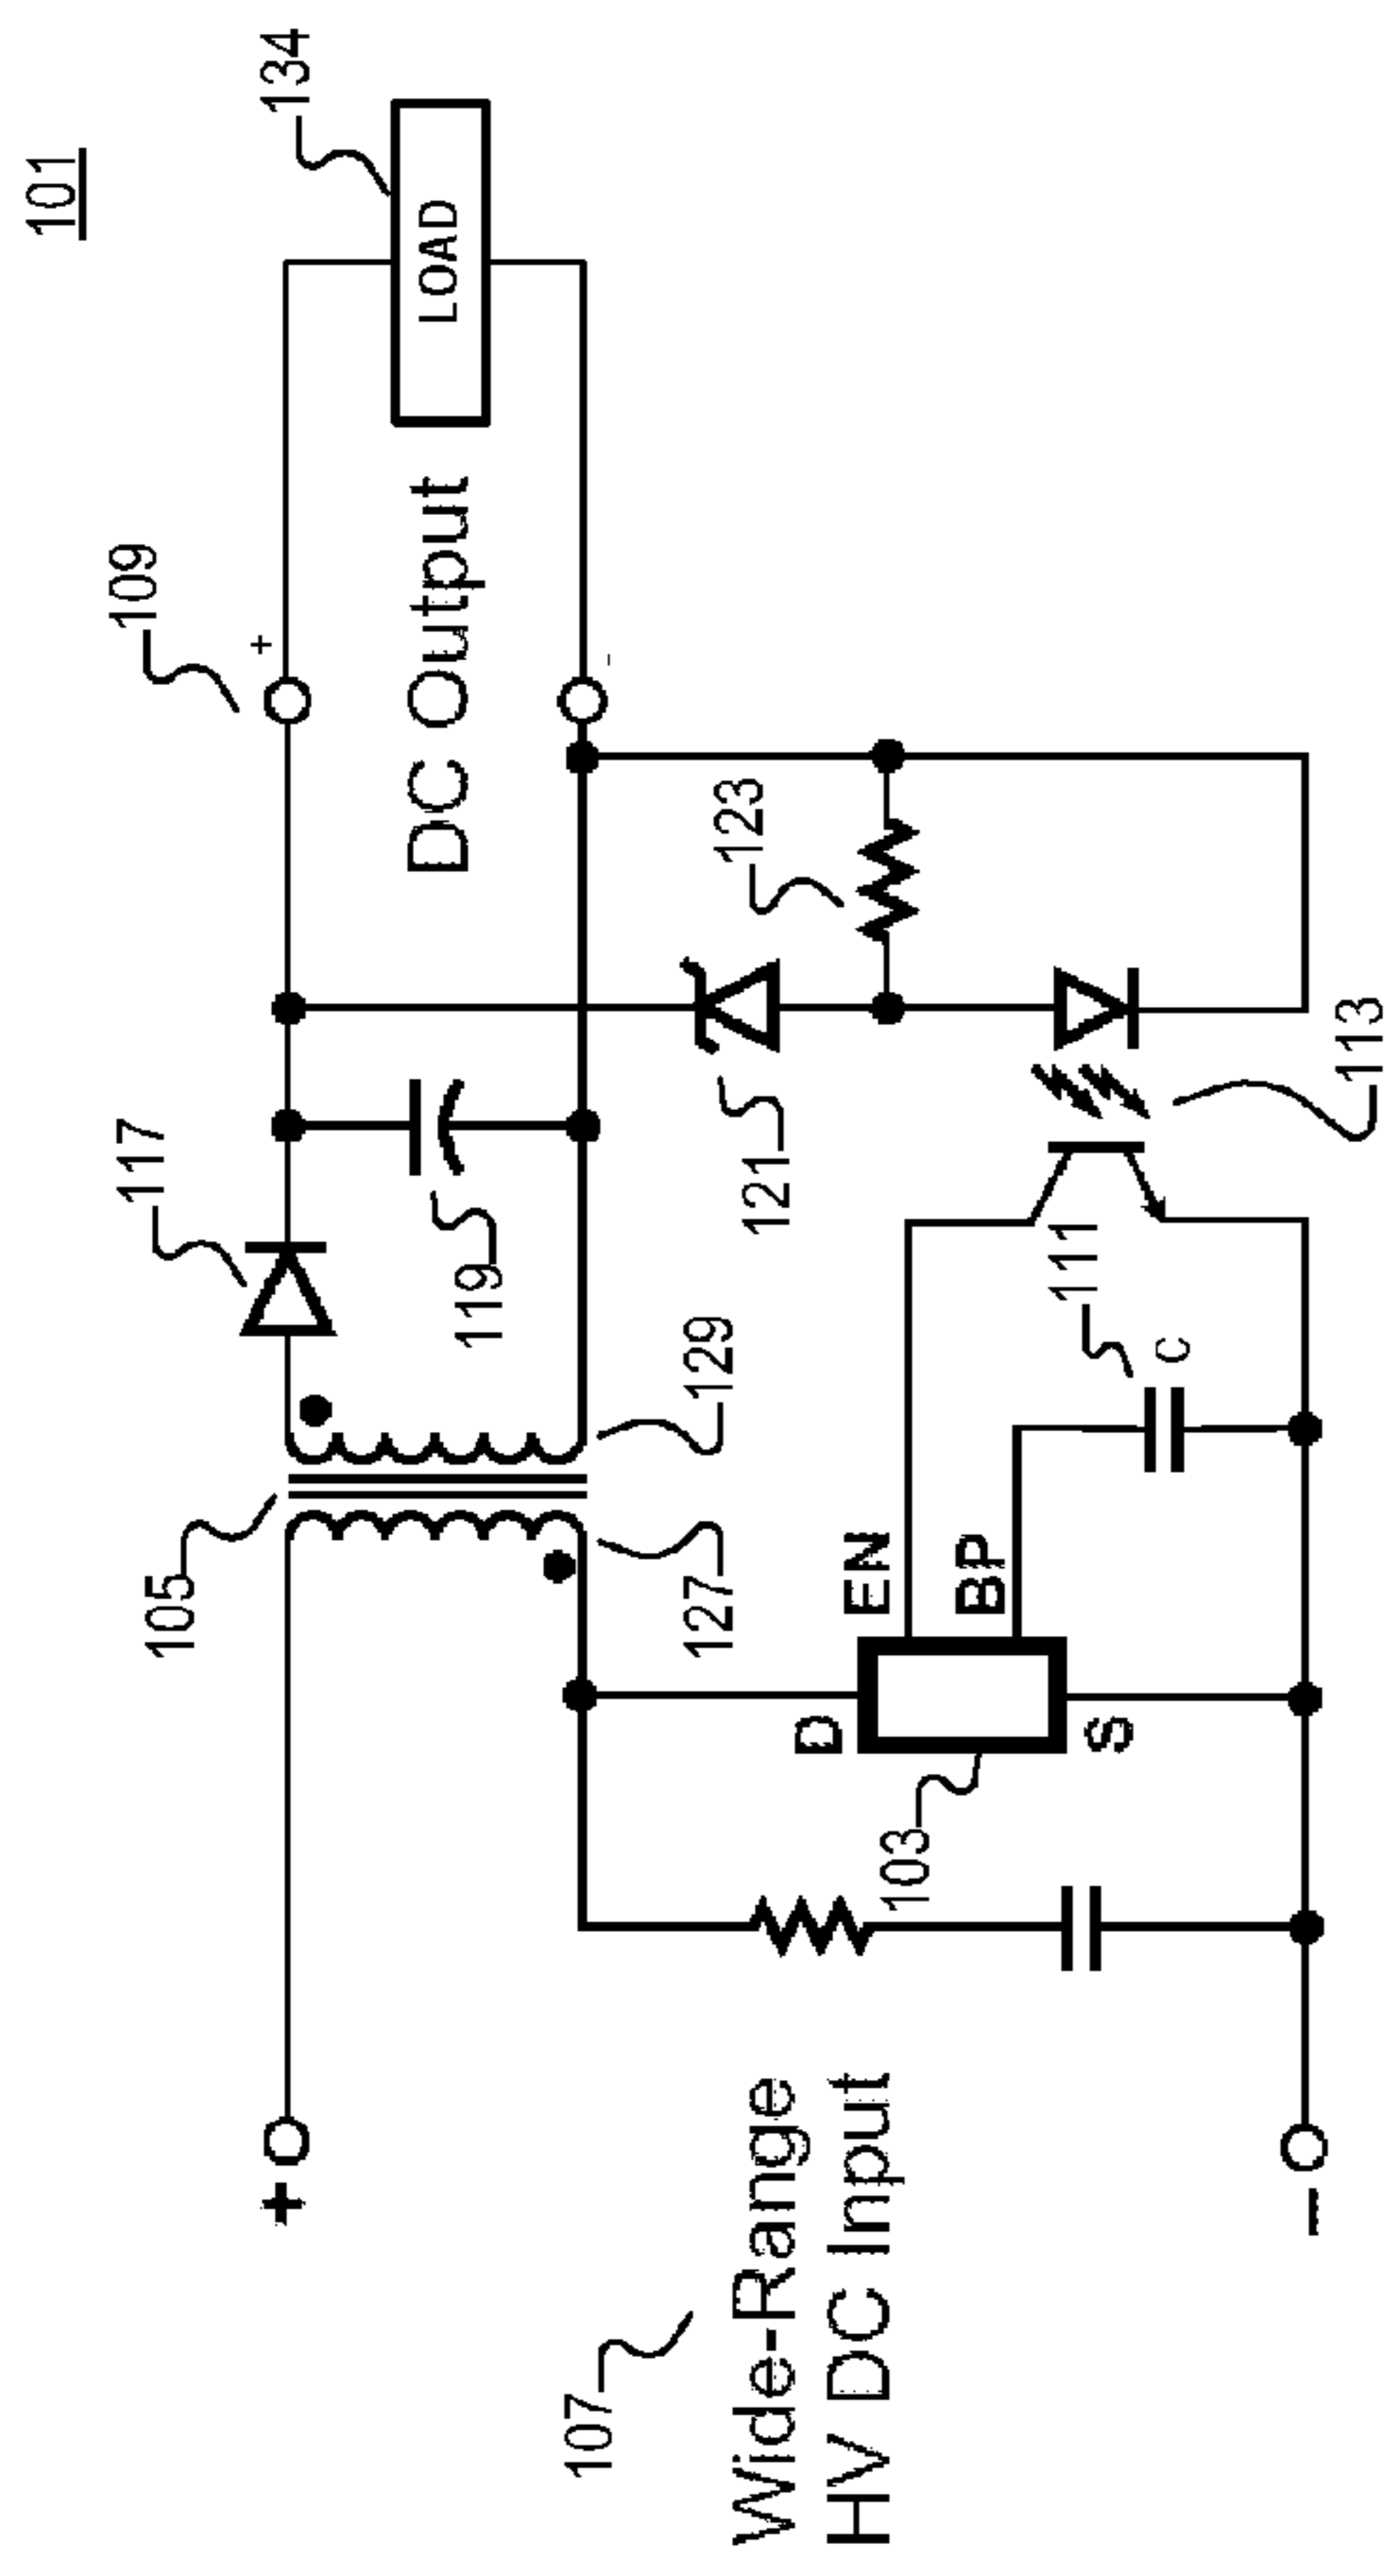 101
134
LOAD
109
+
DC Output
-
117
119
105
129
127
121
123
113
111
C
EN
BP
D
S
103
+
107
Wide-Range
HV DC Input
–